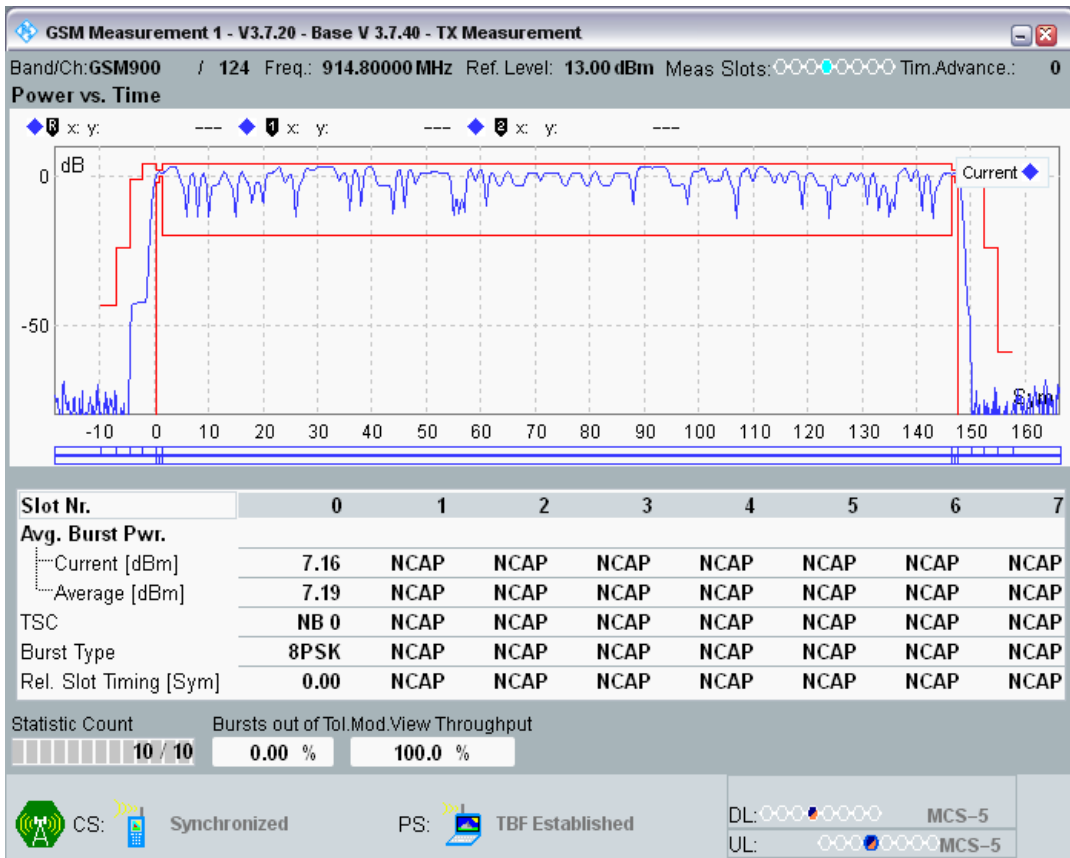 GSM Measurement 1 - V3.7.20 - Base V 3.7.40 - TX Measurement
Band/Ch:GSM900 / 124 Freq.: 914.80000 MHz Ref. Level: 13.00 dBm Meas Slots: Tim.Advance.: 0
Power vs. Time
R x: y: --- 1 x: y: --- 2 x: y: ---
dB
Current
0
-50
-10 0 10 20 30 40 50 60 70 80 90 100 110 120 130 140 150 160
Slot Nr. 0 1 2 3 4 5 6 7
Avg. Burst Pwr.
Current [dBm] 7.16 NCAP NCAP NCAP NCAP NCAP NCAP NCAP
Average [dBm] 7.19 NCAP NCAP NCAP NCAP NCAP NCAP NCAP
TSC NB 0 NCAP NCAP NCAP NCAP NCAP NCAP NCAP
Burst Type 8PSK NCAP NCAP NCAP NCAP NCAP NCAP NCAP
Rel. Slot Timing [Sym] 0.00 NCAP NCAP NCAP NCAP NCAP NCAP NCAP
Statistic Count Bursts out of Tol.Mod.View Throughput
10 / 10 0.00 % 100.0 %
CS: Synchronized PS: TBF Established
DL: MCS-5
UL: MCS-5